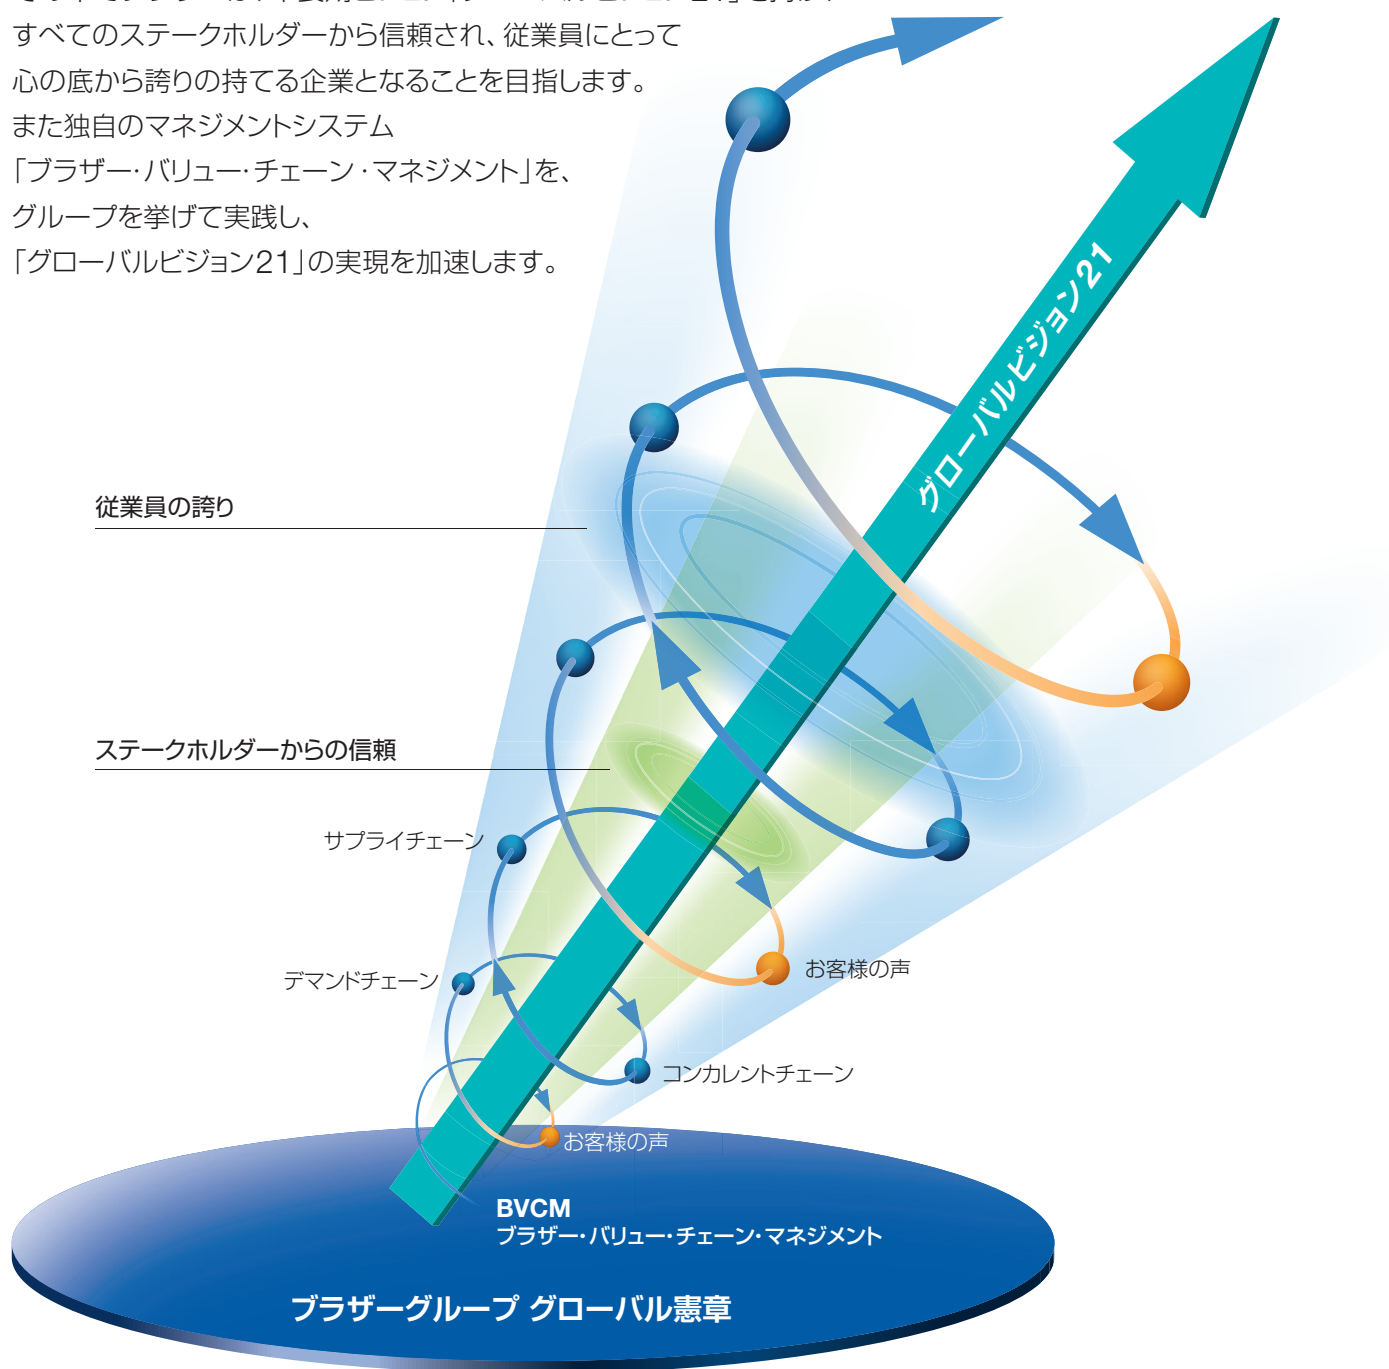 すべてのステークホルダーから信頼され、従業員にとって
心の底から誇りの持てる企業となることを目指します。
また独自のマネジメントシステム
「ブラザー・バリュー・チェーン・マネジメント」を、
グループを挙げて実践し、
「グローバルビジョン21」の実現を加速します。
グローバルビジョン21
従業員の誇り
ステークホルダーからの信頼
サプライチェーン
お客様の声
デマンドチェーン
コンカレントチェーン
お客様の声
BVCM
ブラザー・バリュー・チェーン・マネジメント
ブラザーグループ グローバル憲章